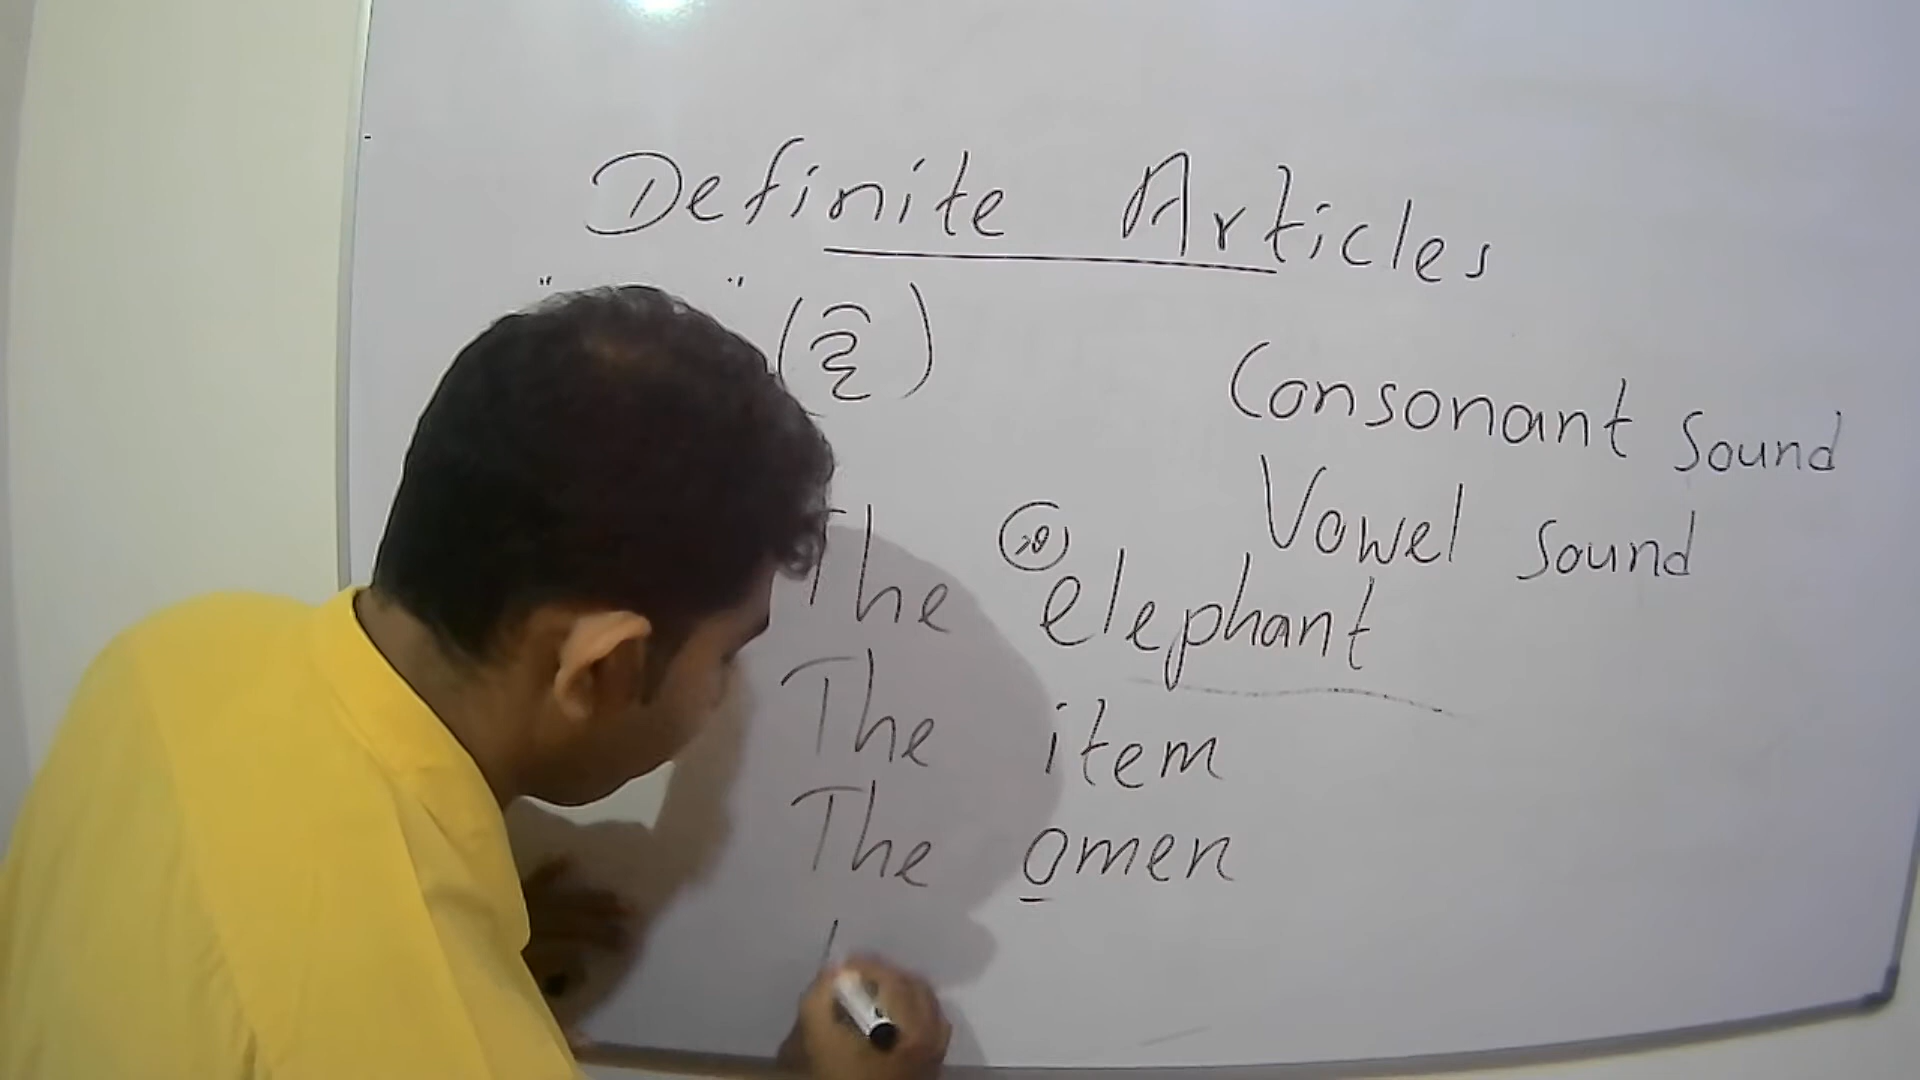 Definite Articles
Consonant Sound
Vowel Sound
The elephant
The item
The omen